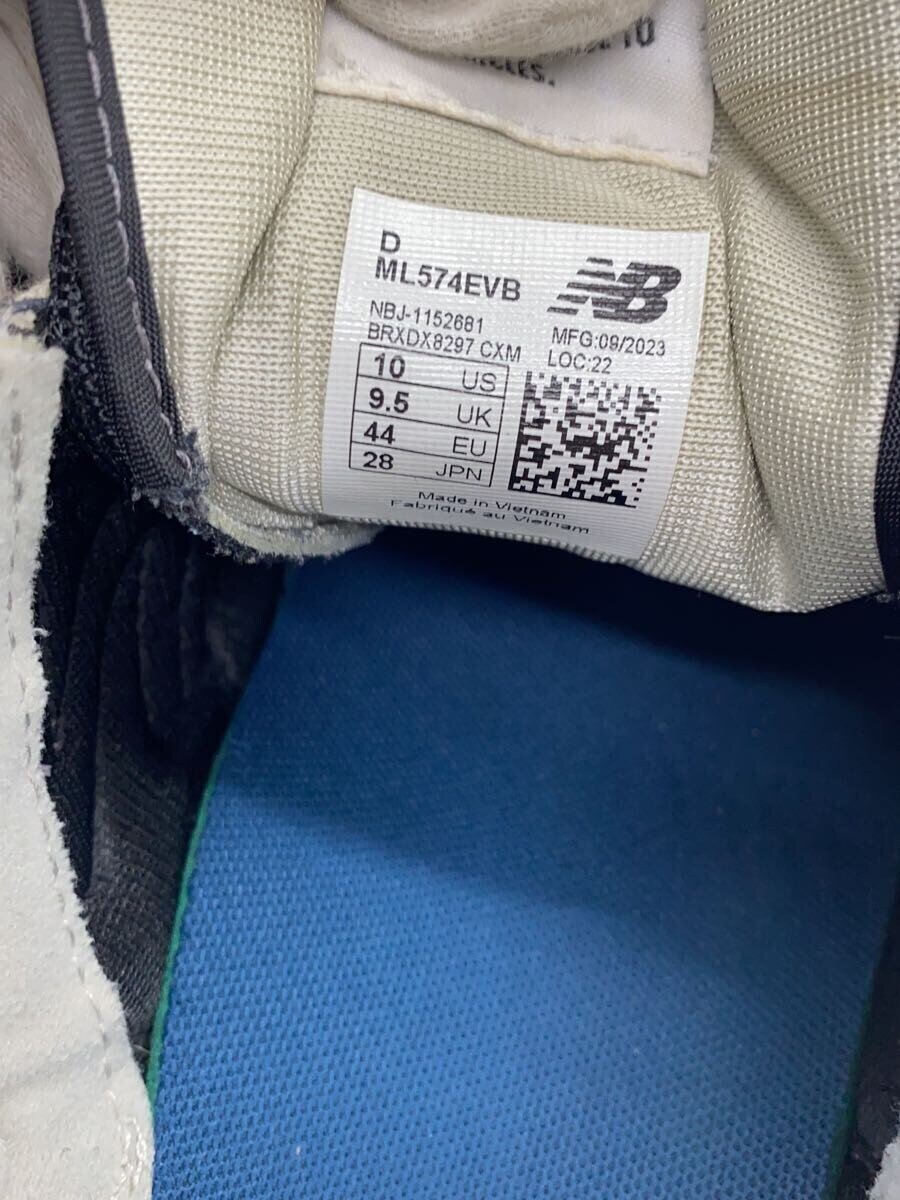 D
ML574EVB
NB
NBJ-1152681
BRXDX8297 CXM
MFG:09/2023
LOC:22
10 US
9.5 UK
44 EU
28 JPN
Made in Vietnam
Fabriqué au Vietnam